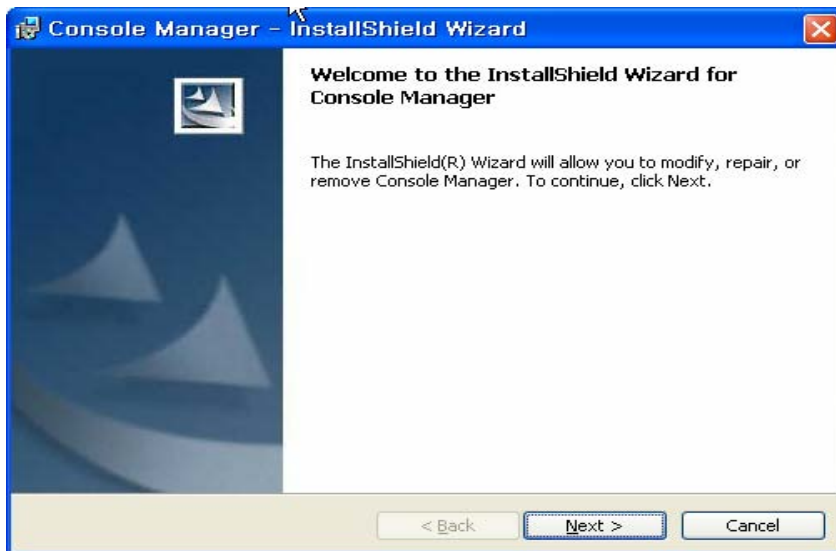 Console Manager - InstallShield Wizard
Welcome to the InstallShield Wizard for
Console Manager
The InstallShield(R) Wizard will allow you to modify, repair, or
remove Console Manager. To continue, click Next.
< Back Next > Cancel